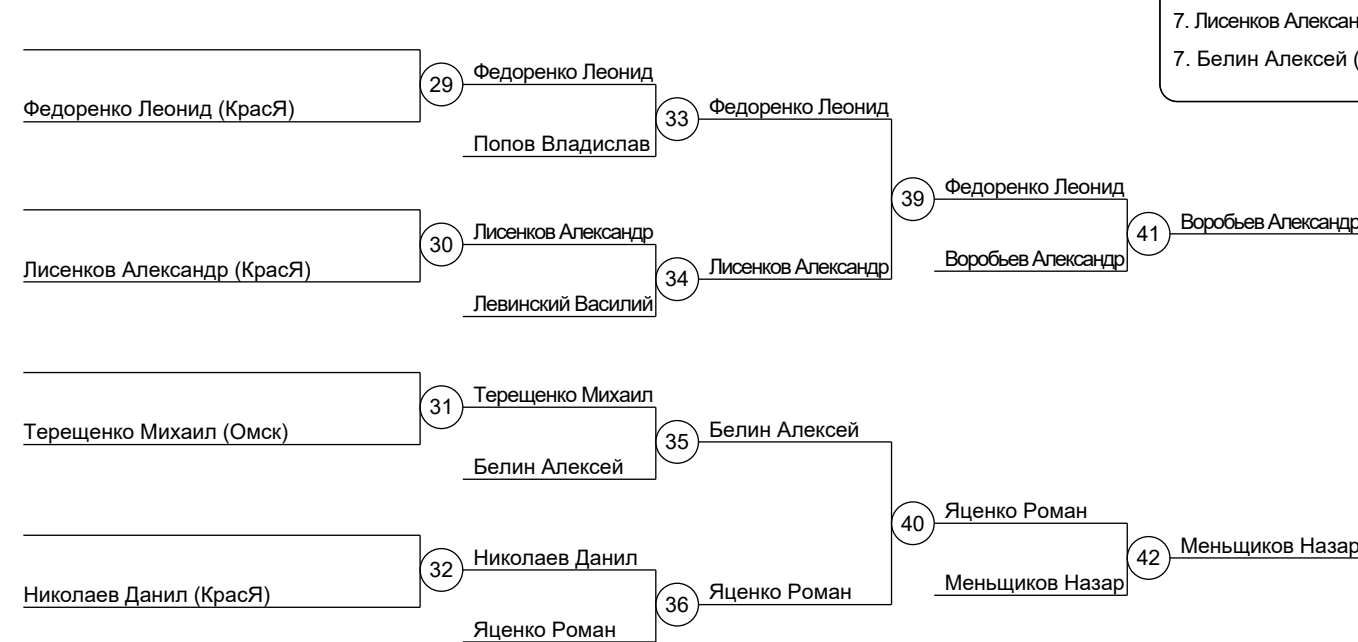 7. Лисенков Алексан
7. Белин Алексей (
Федоренко Леонид (КрасЯ)
29
Федоренко Леонид
Попов Владислав
33
Федоренко Леонид
Лисенков Александр (КрасЯ)
30
Лисенков Александр
Левинский Василий
34
Лисенков Александр
39
Федоренко Леонид
Воробьев Александр
41
Воробьев Александр
Терещенко Михаил (Омск)
31
Терещенко Михаил
Белин Алексей
35
Белин Алексей
Николаев Данил (КрасЯ)
32
Николаев Данил
Яценко Роман
36
Яценко Роман
40
Яценко Роман
Меньщиков Назар
42
Меньщиков Назар